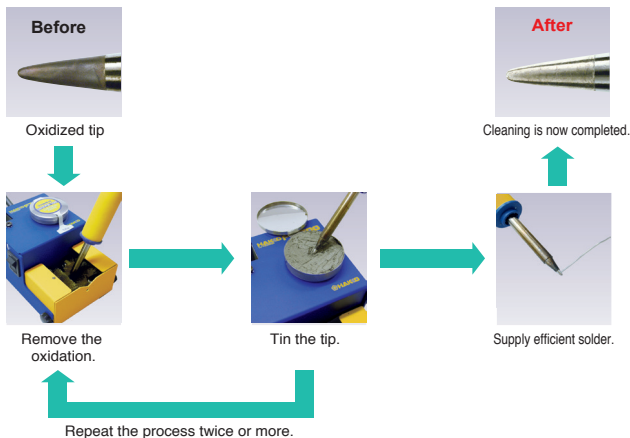 Before
After
Oxidized tip
Cleaning is now completed.
HAKKO
Remove the
oxidation.
Tin the tip.
Supply efficient solder.
Repeat the process twice or more.